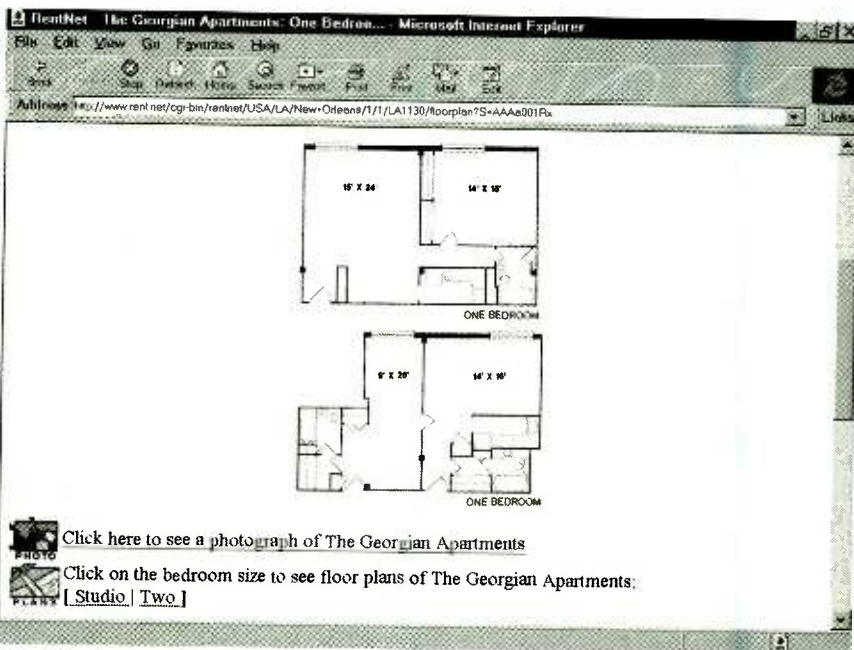 RentNet The Georgian Apartments: One Bedroo... - Microsoft Internet Explorer
File Edit View Go Favorites Help
Back Stop Refresh Home Search Favorit Print Font Mail Edit
Address http://www.rent.net/cgi-bin/rentnet/USA/LA/New+Orleans/1/1/LA1130/floorplan?S=AAAa001Rx Links
15' X 24' 14' X 18'
ONE BEDROOM
9' X 20' 14' X 16'
ONE BEDROOM
PHOTO Click here to see a photograph of The Georgian Apartments
PLANS Click on the bedroom size to see floor plans of The Georgian Apartments:
[ Studio | Two ]